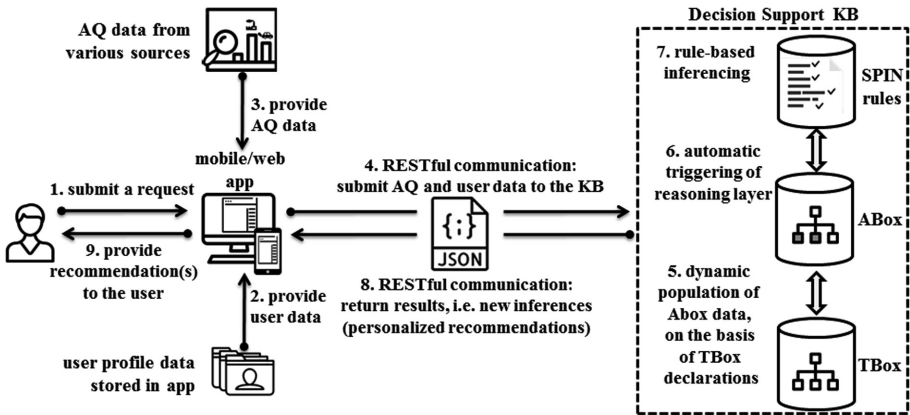 Decision Support KB
AQ data from
various sources
3. provide
AQ data
mobile/web
app
1. submit a request
9. provide
recommendation(s)
to the user
2. provide
user data
user profile data
stored in app
4. RESTful communication:
submit AQ and user data to the KB
{;}
JSON
8. RESTful communication:
return results, i.e. new inferences
(personalized recommendations)
7. rule-based
inferencing
SPIN
rules
6. automatic
triggering of
reasoning layer
ABox
5. dynamic
population of
Abox data,
on the basis
of TBox
declarations
TBox